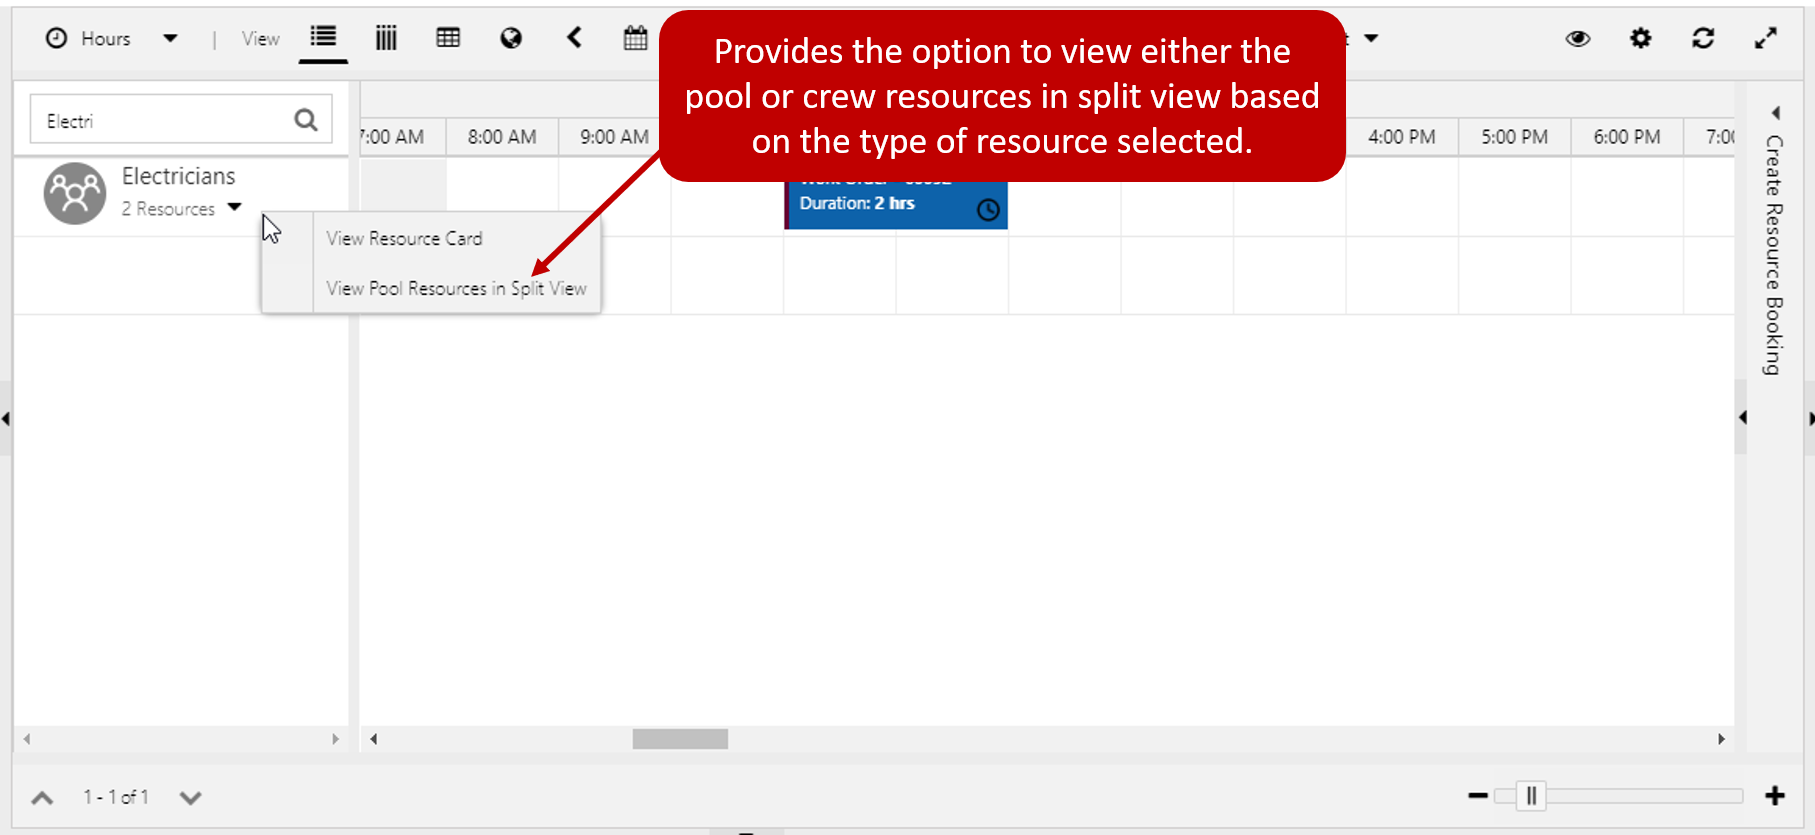 Hours | View
Provides the option to view either the
pool or crew resources in split view based
on the type of resource selected.
Electri
7:00 AM 8:00 AM 9:00 AM 4:00 PM 5:00 PM 6:00 PM 7:00
Electricians
2 Resources
Work Order
Duration: 2 hrs
View Resource Card
View Pool Resources in Split View
Create Resource Booking
1 - 1 of 1